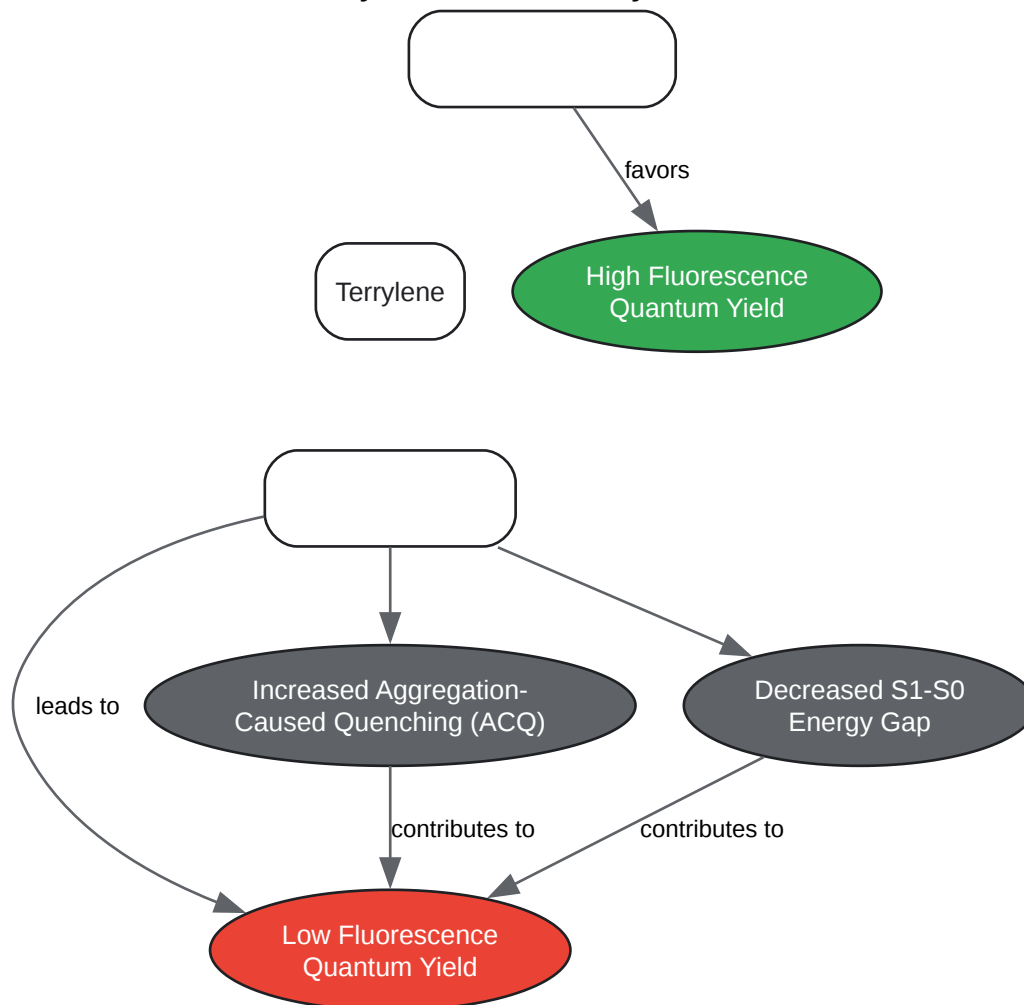 favors
Terrylene
High Fluorescence
Quantum Yield
leads to
Increased Aggregation-
Caused Quenching (ACQ)
Decreased S1-S0
Energy Gap
contributes to
contributes to
Low Fluorescence
Quantum Yield